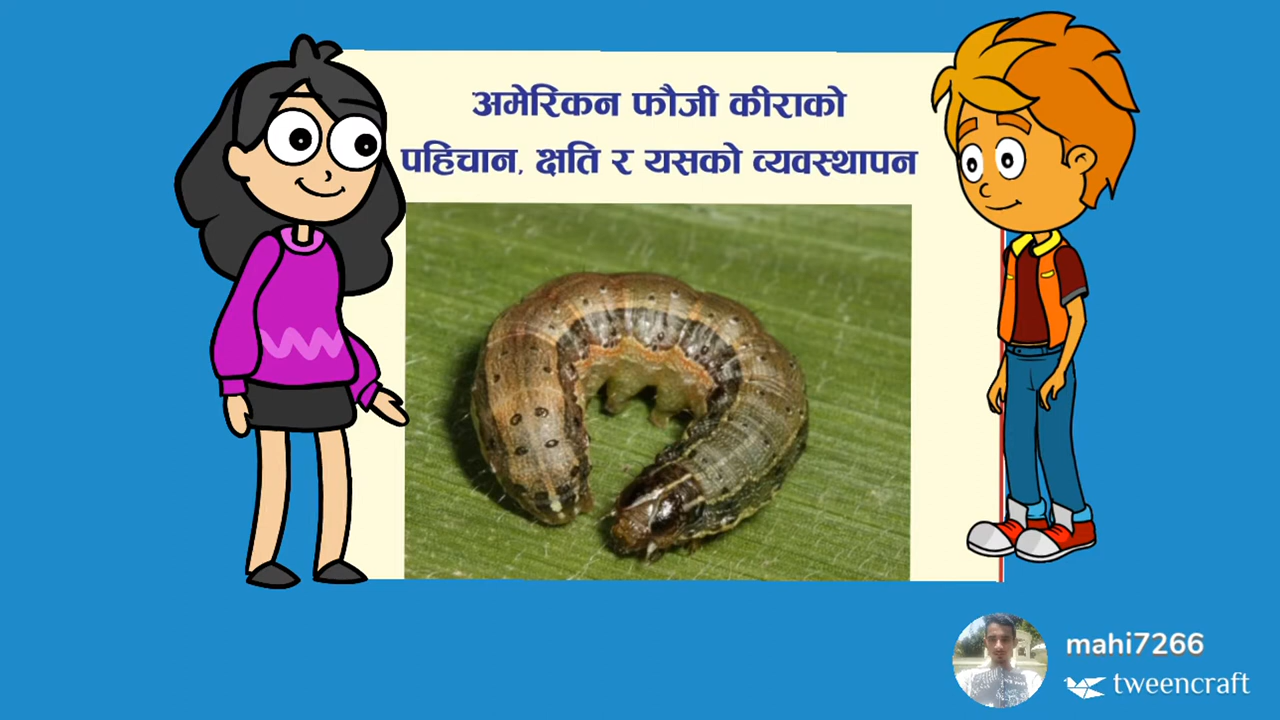 अमेरिकन फौजी कीराको
पहिचान, क्षति र यसको व्यवस्थापन
mahi7266
tweencraft